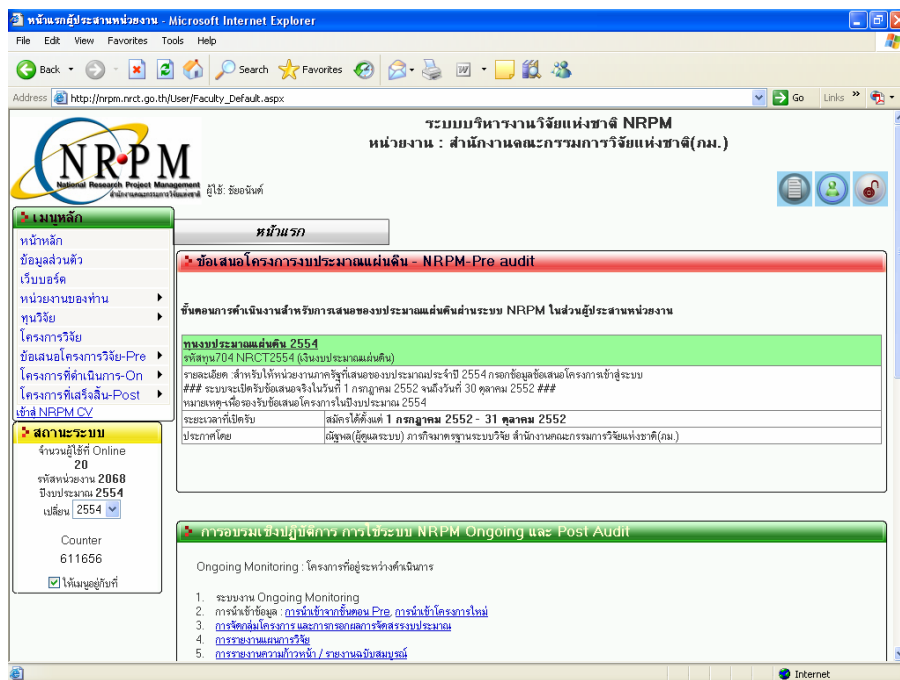 หน้าแรกผู้ประสานหน่วยงาน - Microsoft Internet Explorer
File Edit View Favorites Tools Help
Back Search Favorites
Address http://nrpm.nrct.go.th/User/Faculty_Default.aspx Go Links
ระบบบริหารงานวิจัยแห่งชาติ NRPM
หน่วยงาน : สำนักงานคณะกรรมการวิจัยแห่งชาติ(ภม.)
NRPM
National Research Project Management
สำนักงานคณะกรรมการวิจัยแห่งชาติ
ผู้ใช้: ชัยอนันต์
เมนูหลัก
หน้าหลัก
ข้อมูลส่วนตัว
เว็บบอร์ด
หน่วยงานของท่าน
ทุนวิจัย
โครงการวิจัย
ข้อเสนอโครงการวิจัย-Pre
โครงการที่ดำเนินการ-On
โครงการที่เสร็จสิ้น-Post
เข้าสู่ NRPM CV
สถานะระบบ
จำนวนผู้ใช้ที่ Online
20
รหัสหน่วยงาน 2068
ปีงบประมาณ 2554
เปลี่ยน 2554
Counter
611656
ให้เมนูอยู่กับที่
หน้าแรก
ข้อเสนอโครงการงบประมาณแผ่นดิน - NRPM-Pre audit
ขั้นตอนการดำเนินงานสำหรับการเสนอของบประมาณแผ่นดินผ่านระบบ NRPM ในส่วนผู้ประสานหน่วยงาน
ทุนงบประมาณแผ่นดิน 2554
รหัสทุน704 NRCT2554 (เงินงบประมาณแผ่นดิน)
รายละเอียด :สำหรับให้หน่วยงานภาครัฐที่เสนอของบประมาณประจำปี 2554 กรอกข้อมูลข้อเสนอโครงการเข้าสู่ระบบ
### ระบบจะเปิดรับข้อเสนอจริงในวันที่ 1 กรกฎาคม 2552 จนถึงวันที่ 30 ตุลาคม 2552 ###
หมายเหตุ-เพื่อรองรับข้อเสนอโครงการในปีงบประมาณ 2554
ระยะเวลาที่เปิดรับ สมัครได้ตั้งแต่ 1 กรกฎาคม 2552 - 31 ตุลาคม 2552
ประกาศโดย ณัฐพล(ผู้ดูแลระบบ) ภารกิจมาตรฐานระบบวิจัย สำนักงานคณะกรรมการวิจัยแห่งชาติ(ภม.)
การอบรมเชิงปฏิบัติการ การใช้ระบบ NRPM Ongoing และ Post Audit
Ongoing Monitoring : โครงการที่อยู่ระหว่างดำเนินการ
1. ระบบงาน Ongoing Monitoring
2. การนำเข้าข้อมูล : การนำเข้าจากขั้นตอน Pre, การนำเข้าโครงการใหม่
3. การจัดกลุ่มโครงการ และการกรอกผลการจัดสรรงบประมาณ
4. การรายงานแผนการวิจัย
5. การรายงานความก้าวหน้า / รายงานฉบับสมบูรณ์
Internet